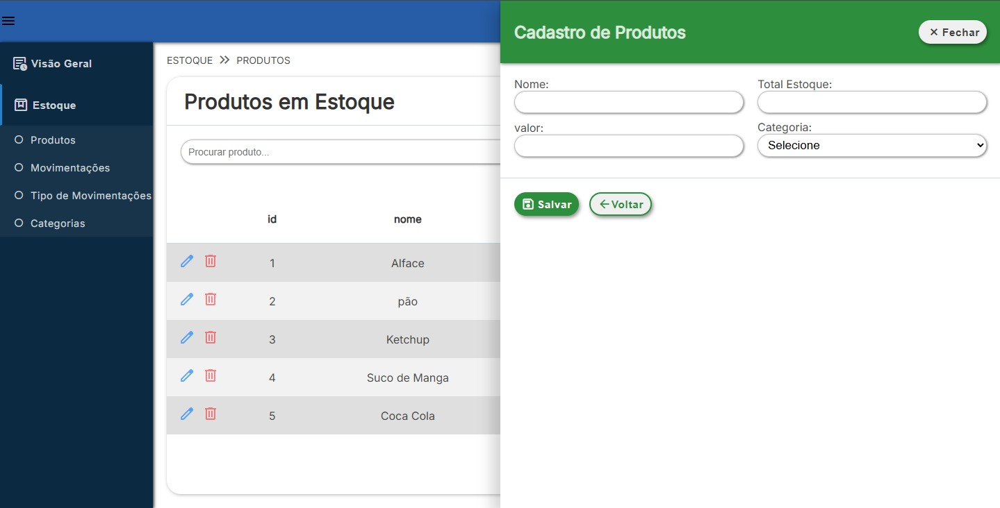 Visão Geral
Estoque
Produtos
Movimentações
Tipo de Movimentações
Categorias
ESTOQUE PRODUTOS
Produtos em Estoque
Procurar produto...
id nome
1 Alface
2 pão
3 Ketchup
4 Suco de Manga
5 Coca Cola
Cadastro de Produtos
Fechar
Nome: Total Estoque:
valor: Categoria:
Selecione
Salvar Voltar